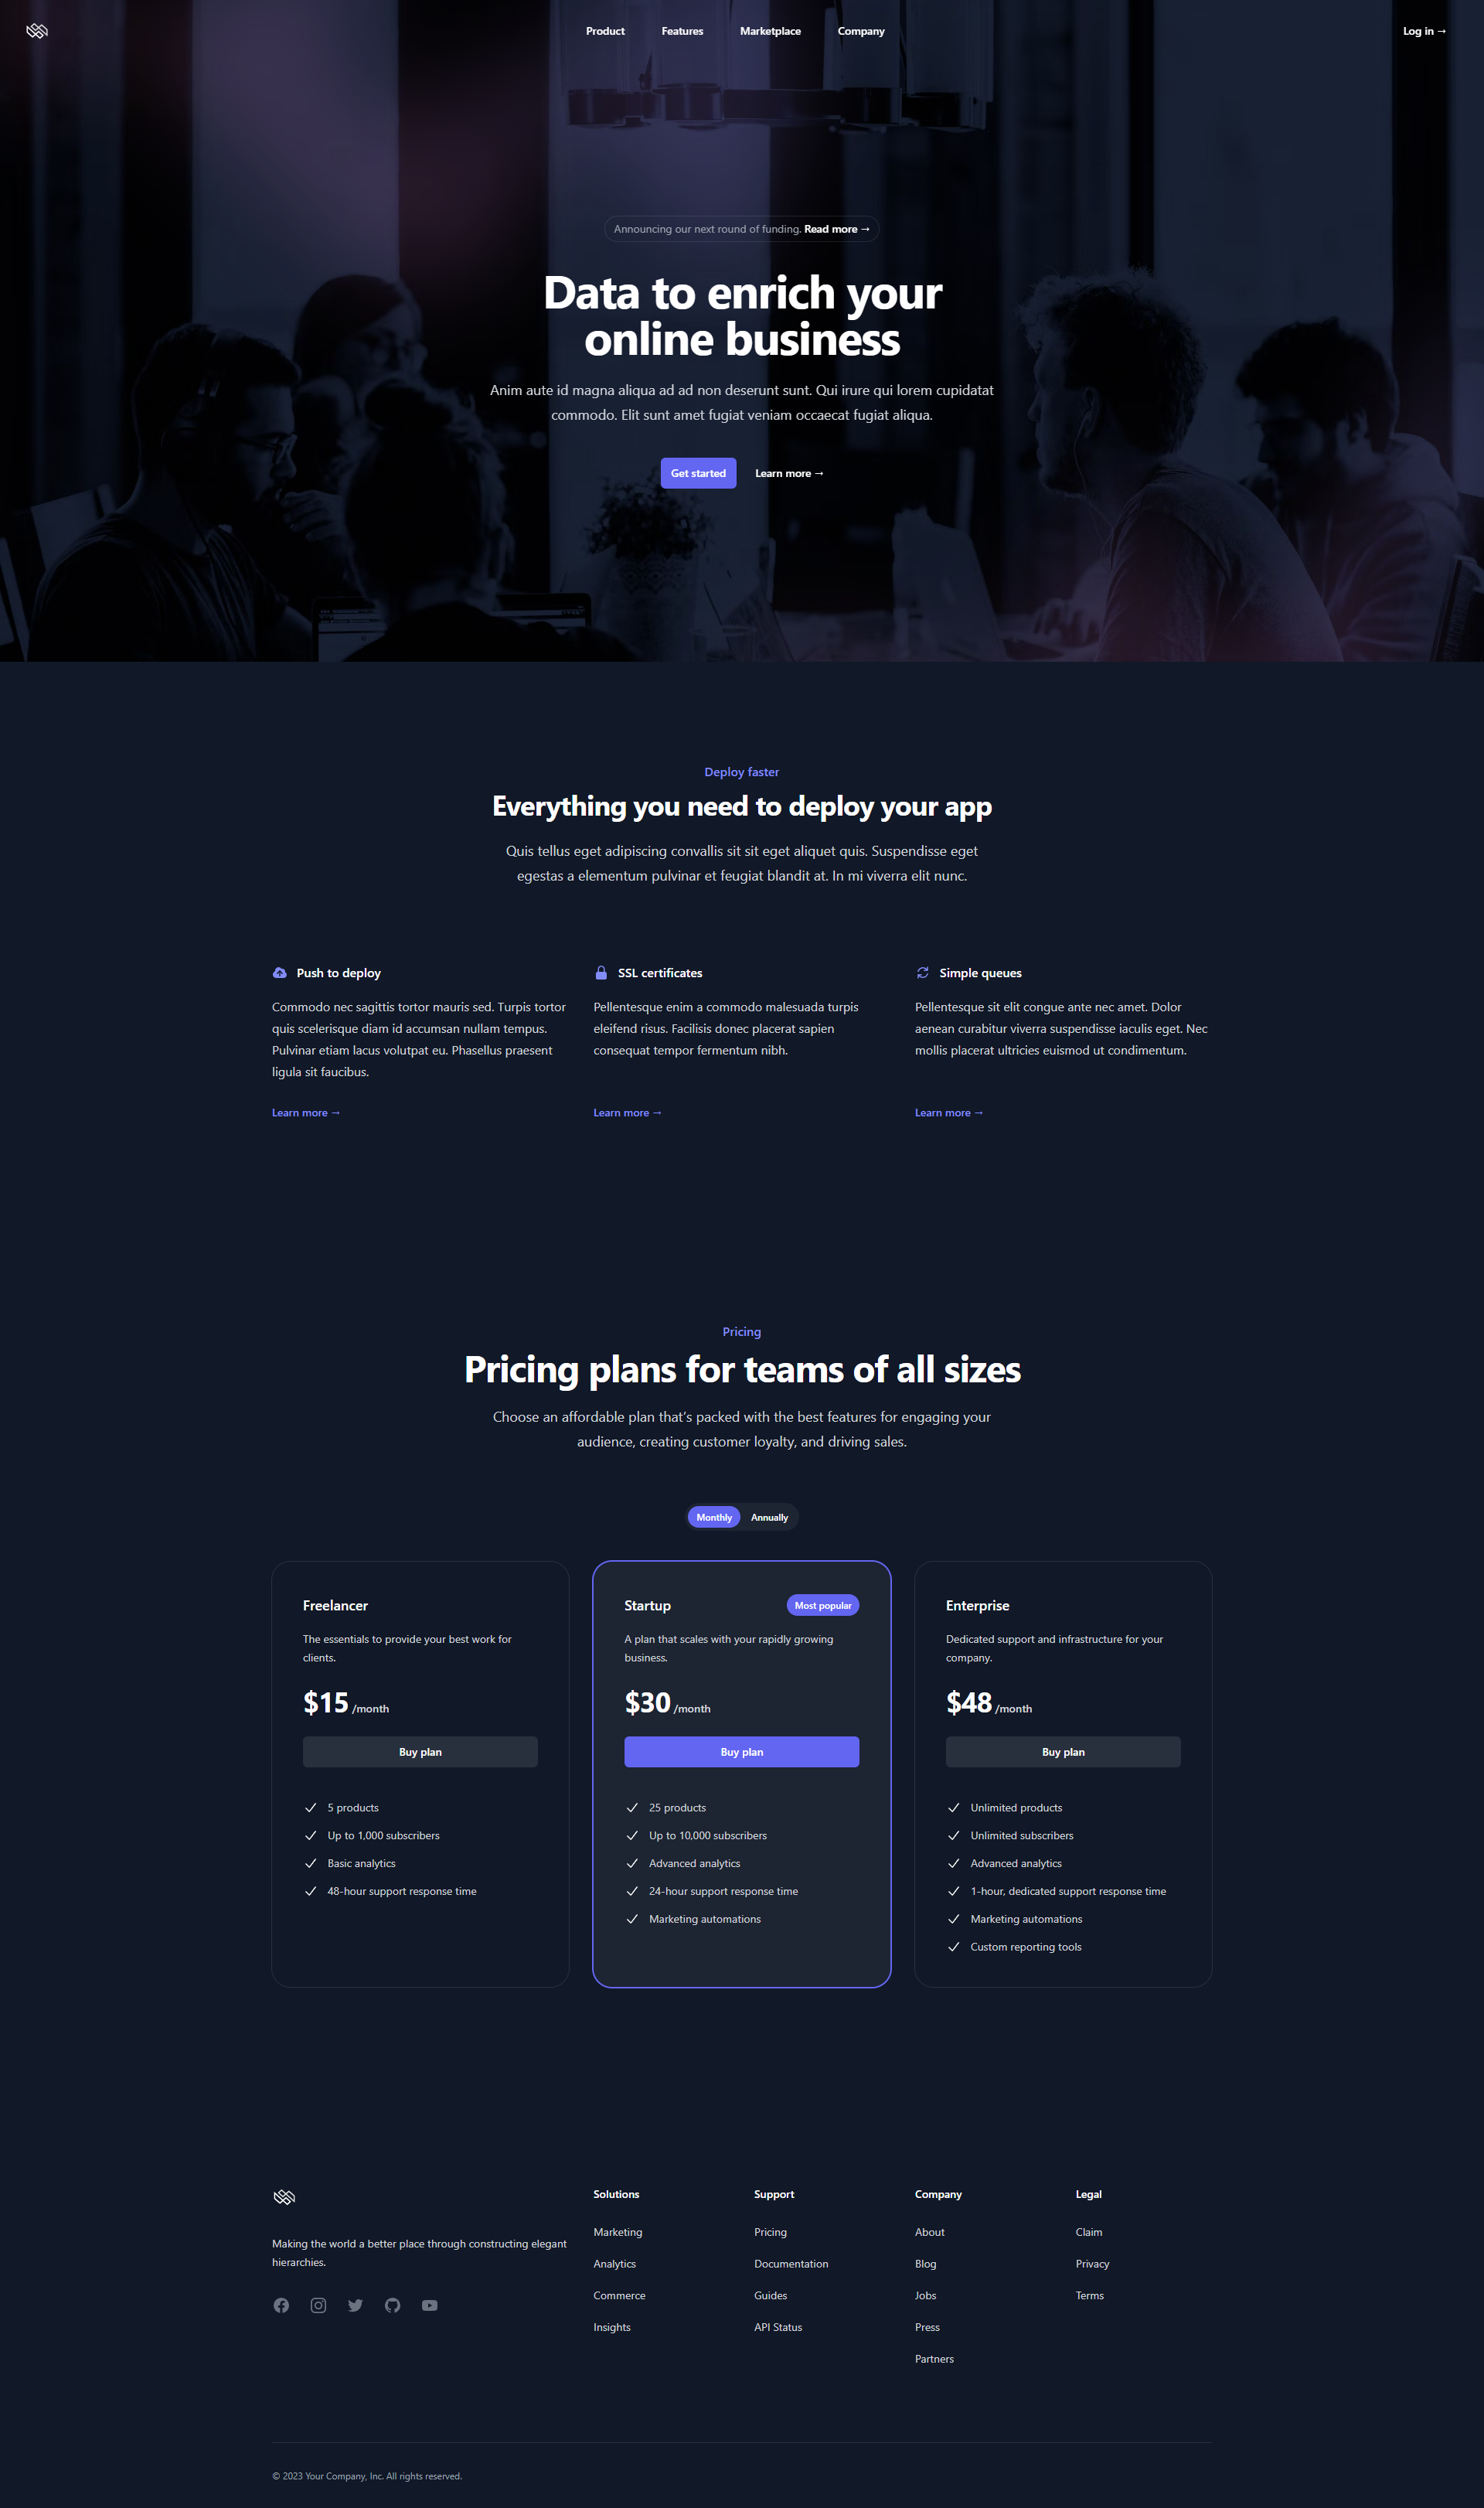 Product Features Marketplace Company Log in →
Announcing our next round of funding. Read more →
Data to enrich your
online business
Anim aute id magna aliqua ad ad non deserunt sunt. Qui irure qui lorem cupidatat
commodo. Elit sunt amet fugiat veniam occaecat fugiat aliqua.
Get started Learn more →
Deploy faster
Everything you need to deploy your app
Quis tellus eget adipiscing convallis sit sit eget aliquet quis. Suspendisse eget
egestas a elementum pulvinar et feugiat blandit at. In mi viverra elit nunc.
Push to deploy
Commodo nec sagittis tortor mauris sed. Turpis tortor
quis scelerisque diam id accumsan nullam tempus.
Pulvinar etiam lacus volutpat eu. Phasellus praesent
ligula sit faucibus.
Learn more →
SSL certificates
Pellentesque enim a commodo malesuada turpis
eleifend risus. Facilisis donec placerat sapien
consequat tempor fermentum nibh.
Learn more →
Simple queues
Pellentesque sit elit congue ante nec amet. Dolor
aenean curabitur viverra suspendisse iaculis eget. Nec
mollis placerat ultricies euismod ut condimentum.
Learn more →
Pricing
Pricing plans for teams of all sizes
Choose an affordable plan that's packed with the best features for engaging your
audience, creating customer loyalty, and driving sales.
Monthly Annually
Freelancer
The essentials to provide your best work for
clients.
$15 /month
Buy plan
5 products
Up to 1,000 subscribers
Basic analytics
48-hour support response time
Startup Most popular
A plan that scales with your rapidly growing
business.
$30 /month
Buy plan
25 products
Up to 10,000 subscribers
Advanced analytics
24-hour support response time
Marketing automations
Enterprise
Dedicated support and infrastructure for your
company.
$48 /month
Buy plan
Unlimited products
Unlimited subscribers
Advanced analytics
1-hour, dedicated support response time
Marketing automations
Custom reporting tools
Making the world a better place through constructing elegant
hierarchies.
Solutions
Marketing
Analytics
Commerce
Insights
Support
Pricing
Documentation
Guides
API Status
Company
About
Blog
Jobs
Press
Partners
Legal
Claim
Privacy
Terms
© 2023 Your Company, Inc. All rights reserved.